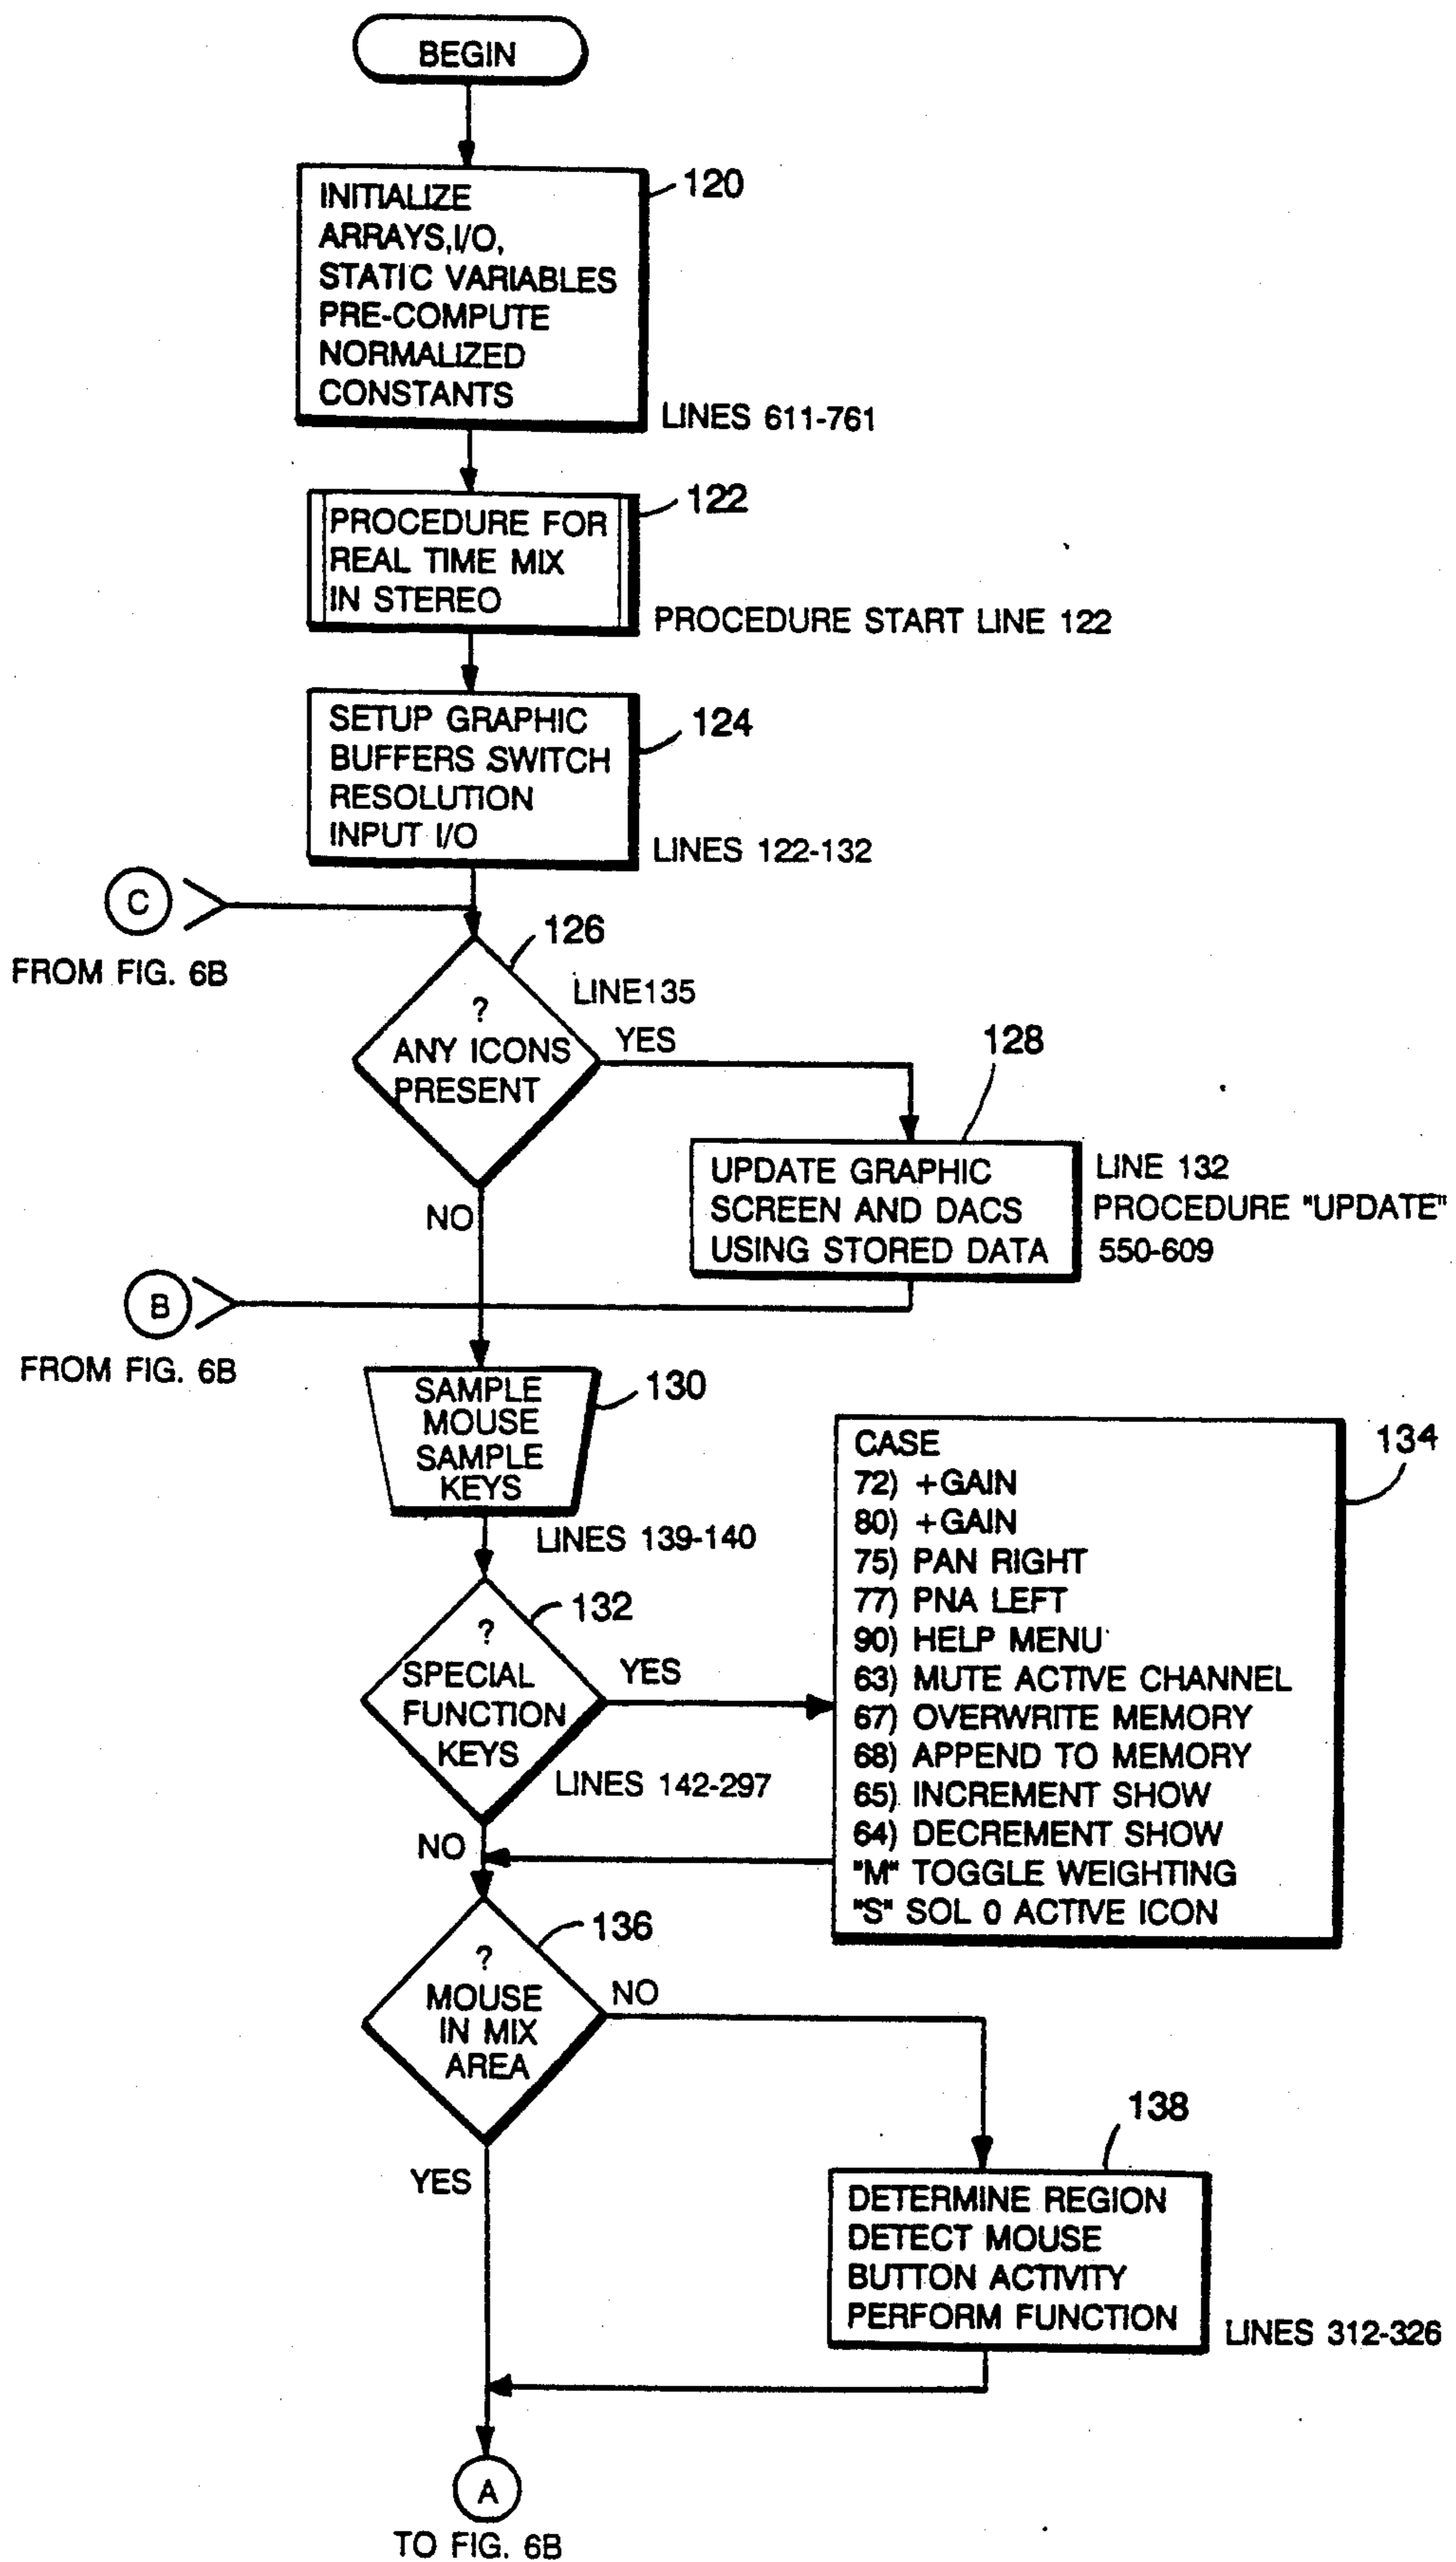 BEGIN
INITIALIZE
ARRAYS,I/O,
STATIC VARIABLES
PRE-COMPUTE
NORMALIZED
CONSTANTS
120
LINES 611-761
PROCEDURE FOR
REAL TIME MIX
IN STEREO
122
PROCEDURE START LINE 122
SETUP GRAPHIC
BUFFERS SWITCH
RESOLUTION
INPUT I/O
124
LINES 122-132
C
FROM FIG. 6B
126
LINE135
?
ANY ICONS
PRESENT
YES
NO
128
UPDATE GRAPHIC
SCREEN AND DACS
USING STORED DATA
LINE 132
PROCEDURE "UPDATE"
550-609
B
FROM FIG. 6B
SAMPLE
MOUSE
SAMPLE
KEYS
130
LINES 139-140
132
?
SPECIAL
FUNCTION
KEYS
YES
LINES 142-297
NO
134
CASE
72) +GAIN
80) +GAIN
75) PAN RIGHT
77) PNA LEFT
90) HELP MENU
63) MUTE ACTIVE CHANNEL
67) OVERWRITE MEMORY
68) APPEND TO MEMORY
65) INCREMENT SHOW
64) DECREMENT SHOW
"M" TOGGLE WEIGHTING
"S" SOL 0 ACTIVE ICON
136
?
MOUSE
IN MIX
AREA
NO
YES
138
DETERMINE REGION
DETECT MOUSE
BUTTON ACTIVITY
PERFORM FUNCTION
LINES 312-326
A
TO FIG. 6B